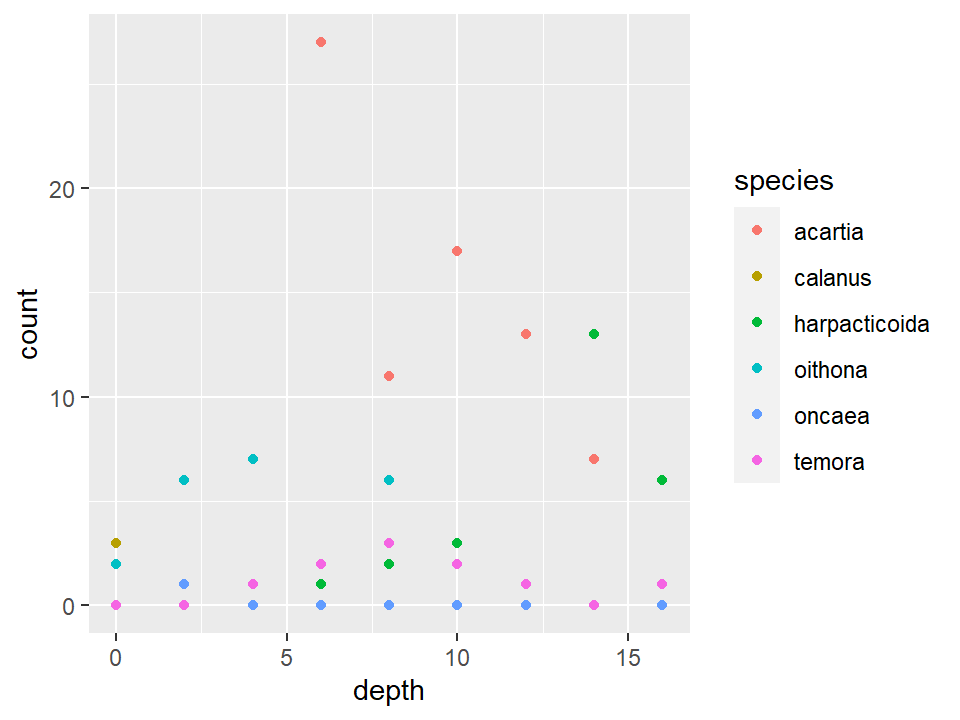 20
10
0
count
0 5 10 15
depth
species
acartia
calanus
harpacticoida
oithona
oncaea
temora